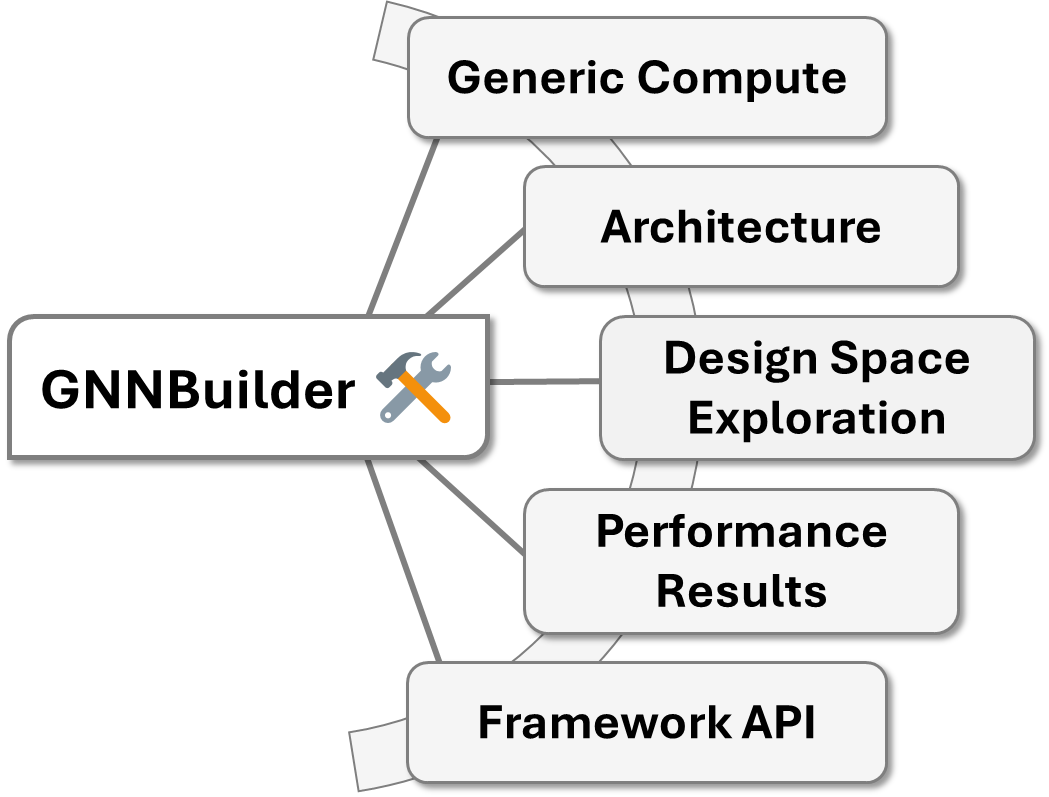 Generic Compute
Architecture
GNNBuilder
Design Space
Exploration
Performance
Results
Framework API